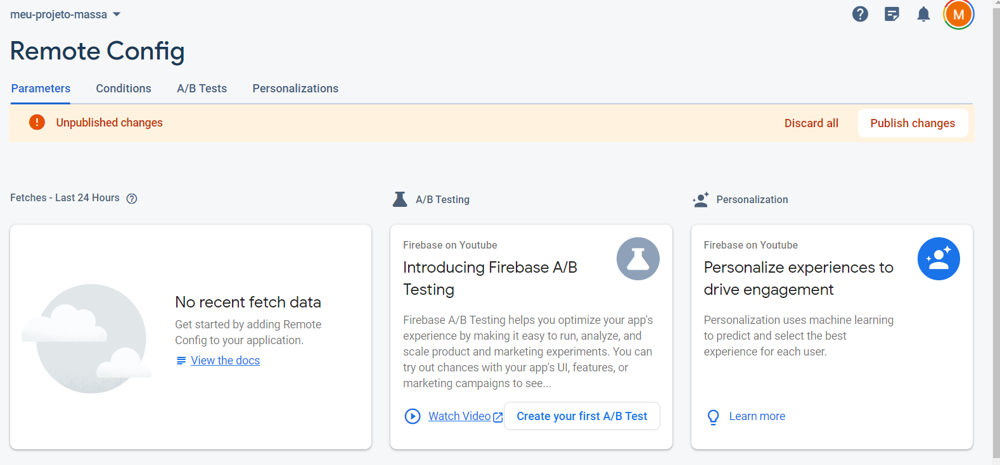 meu-projeto-massa
M
Remote Config
Parameters
Conditions
A/B Tests
Personalizations
Unpublished changes
Discard all
Publish changes
Fetches - Last 24 Hours
No recent fetch data
Get started by adding Remote
Config to your application.
View the docs
A/B Testing
Firebase on Youtube
Introducing Firebase A/B
Testing
Firebase A/B Testing helps you optimize your app's
experience by making it easy to run, analyze, and
scale product and marketing experiments. You can
try out chances with your app's UI, features, or
marketing campaigns to see...
Watch Video
Create your first A/B Test
Personalization
Firebase on Youtube
Personalize experiences to
drive engagement
Personalization uses machine learning
to predict and select the best
experience for each user.
Learn more